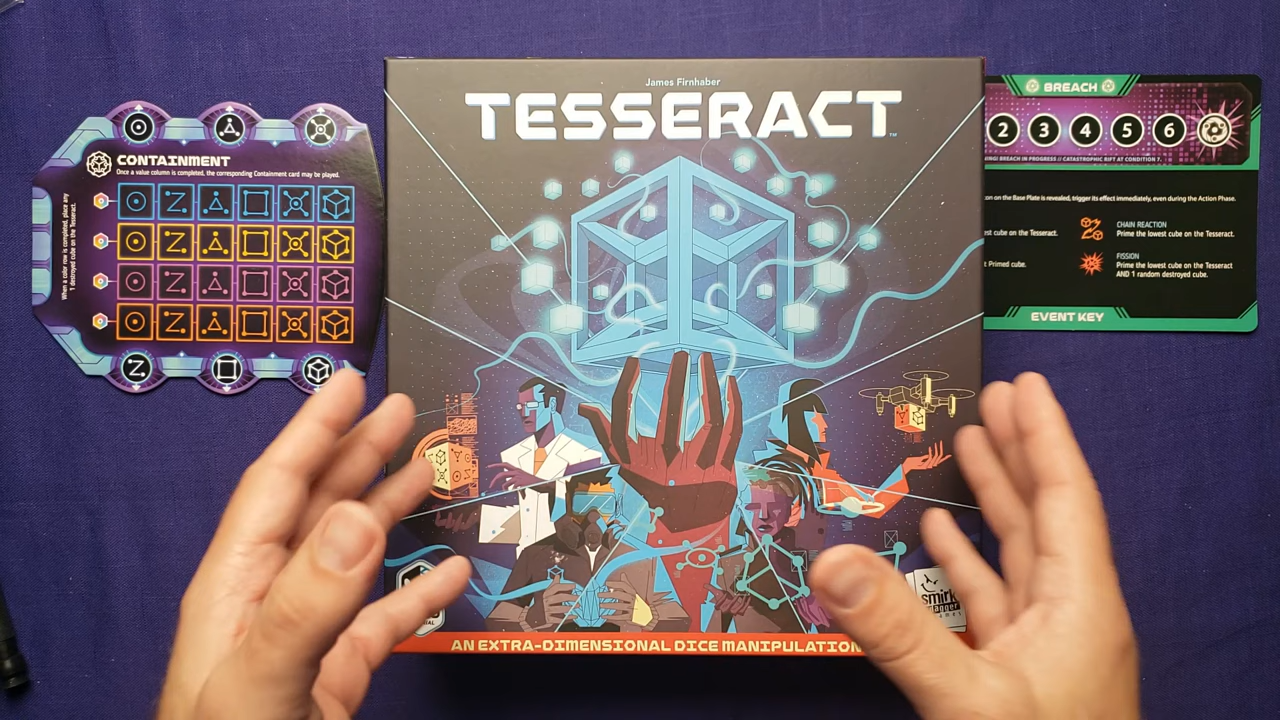 James Firnhaber
TESSERACT
CONTAINMENT
Once a value column is completed, the corresponding Containment card may be played.
When a color row is completed, place any
1 destroyed cube on the Tesseract.
BREACH
2 3 4 5 6
BREACH IN PROGRESS // CATASTROPHIC RIFT AT CONDITION 7.
on the Base Plate is revealed, trigger its effect immediately, even during the Action Phase.
cube on the Tesseract.
CHAIN REACTION
Prime the lowest cube on the Tesseract.
t Primed cube.
FISSION
Prime the lowest cube on the Tesseract
AND 1 random destroyed cube.
EVENT KEY
smirk
dagger
AN EXTRA-DIMENSIONAL DICE MANIPULATION